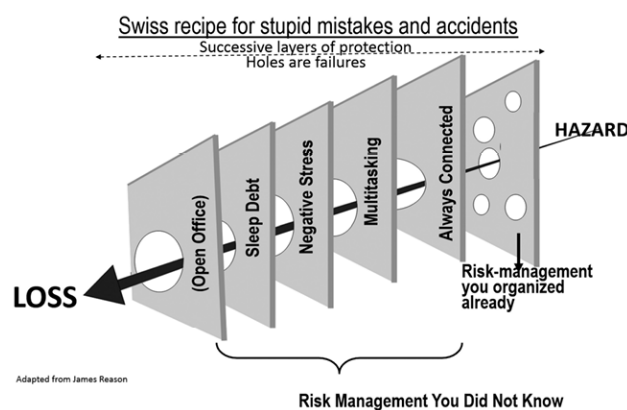 Swiss recipe for stupid mistakes and accidents
Successive layers of protection
Holes are failures
HAZARD
(Open Office)
Sleep Debt
Negative Stress
Multitasking
Always Connected
Risk-management
you organized
already
LOSS
Adapted from James Reason
Risk Management You Did Not Know